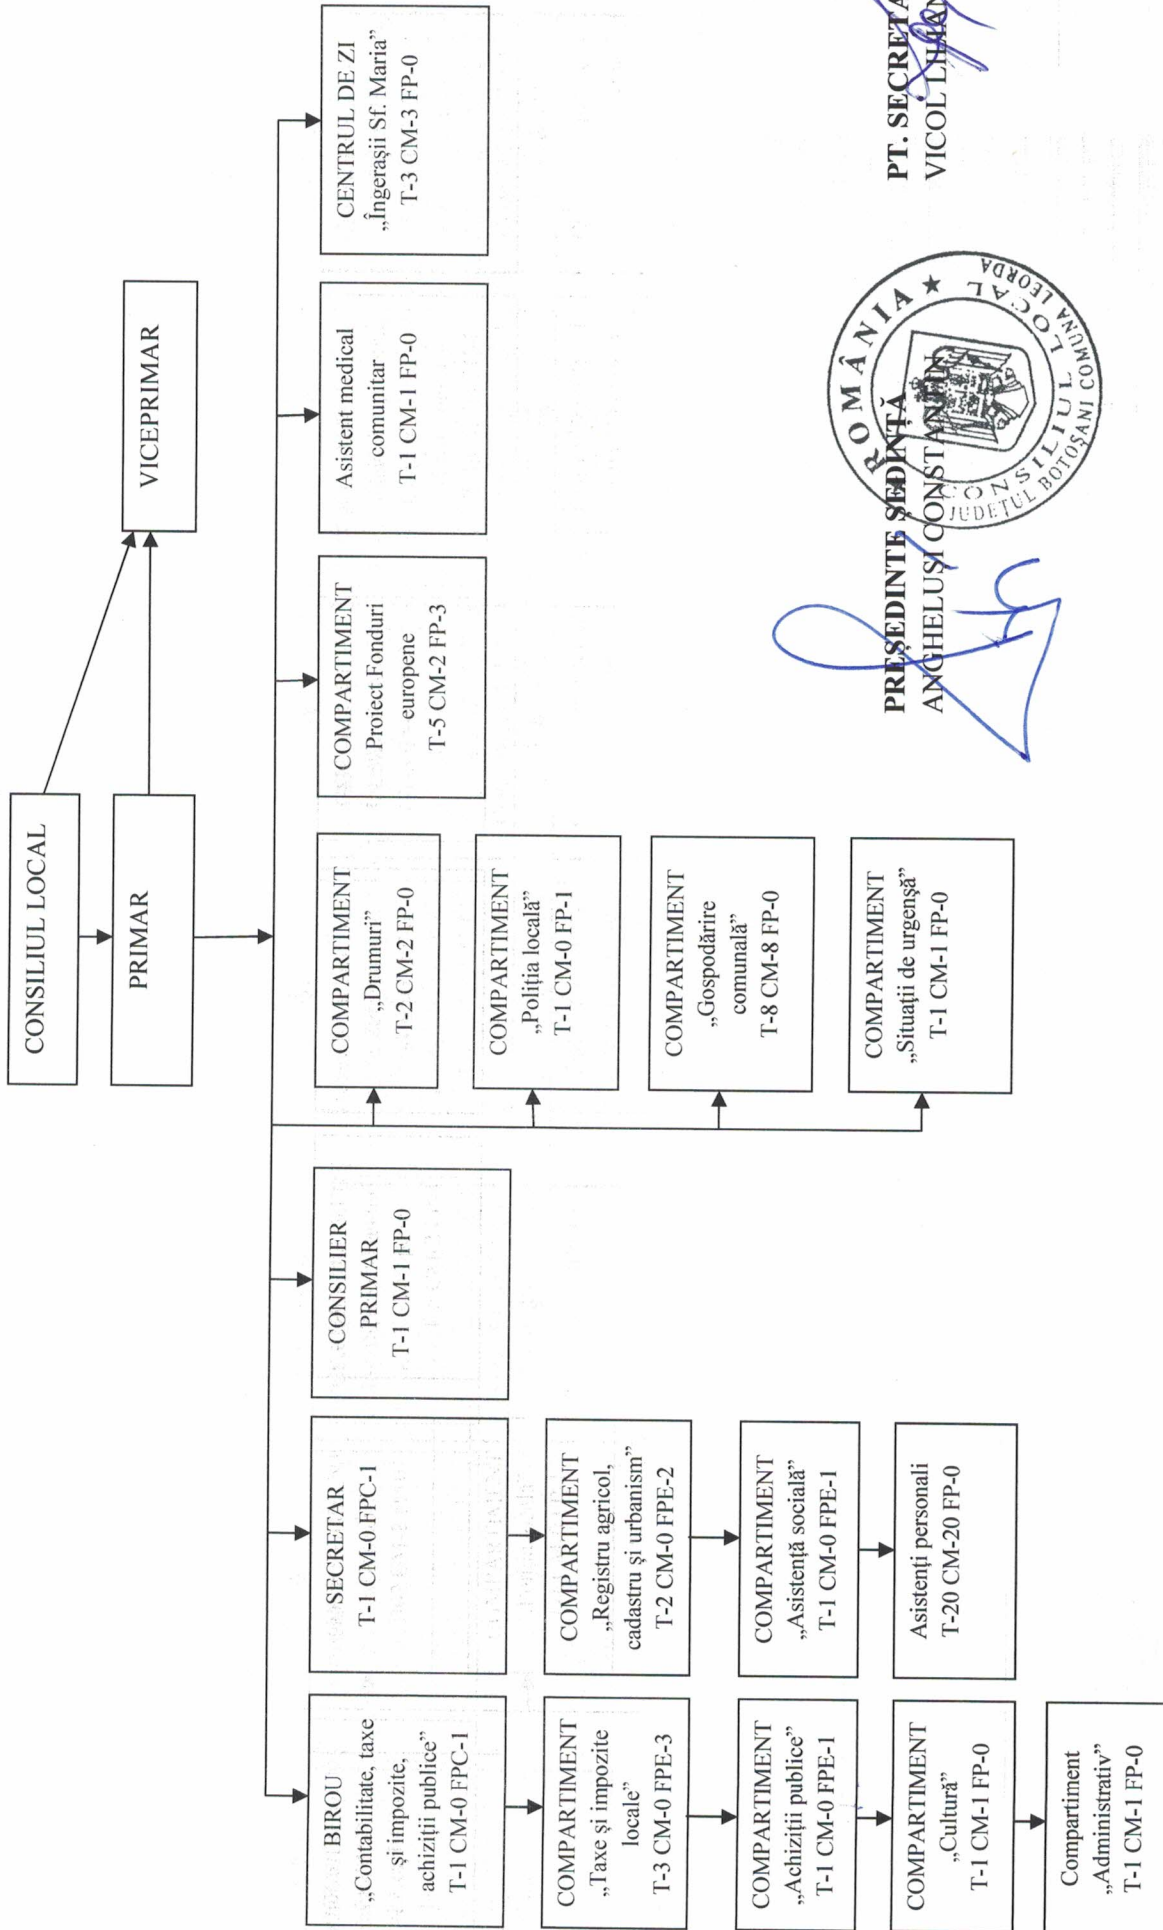 CONSILIUL LOCAL
PRIMAR
VICEPRIMAR
BIROU
„Contabilitate, taxe
și impozite,
achiziții publice”
T-1 CM-0 FPC-1
COMPARTIMENT
„Taxe și impozite
locale”
T-3 CM-0 FPE-3
COMPARTIMENT
„Achiziții publice”
T-1 CM-0 FPE-1
COMPARTIMENT
„Cultură”
T-1 CM-1 FP-0
Compartiment
„Administrativ”
T-1 CM-1 FP-0
SECRETAR
T-1 CM-0 FPC-1
COMPARTIMENT
„Registru agricol,
cadastru și urbanism”
T-2 CM-0 FPE-2
COMPARTIMENT
„Asistență socială”
T-1 CM-0 FPE-1
Asistenți personali
T-20 CM-20 FP-0
CONSILIER
PRIMAR
T-1 CM-1 FP-0
COMPARTIMENT
„Drumuri”
T-2 CM-2 FP-0
COMPARTIMENT
„Poliția locală”
T-1 CM-0 FP-1
COMPARTIMENT
„Gospodărire
comunală”
T-8 CM-8 FP-0
COMPARTIMENT
„Situații de urgenșă”
T-1 CM-1 FP-0
COMPARTIMENT
Proiect Fonduri
europene
T-5 CM-2 FP-3
Asistent medical
comunitar
T-1 CM-1 FP-0
CENTRUL DE ZI
„Îngerașii Sf. Maria”
T-3 CM-3 FP-0
PREȘEDINTE ȘEDINȚĂ
ANGHELUȘI CONSTANTIN
ROMÂNIA
CONSILIUL LOCAL
JUDEȚUL BOTOȘANI COMUNA LEORDA
PT. SECRETA
VICOL LILIAN